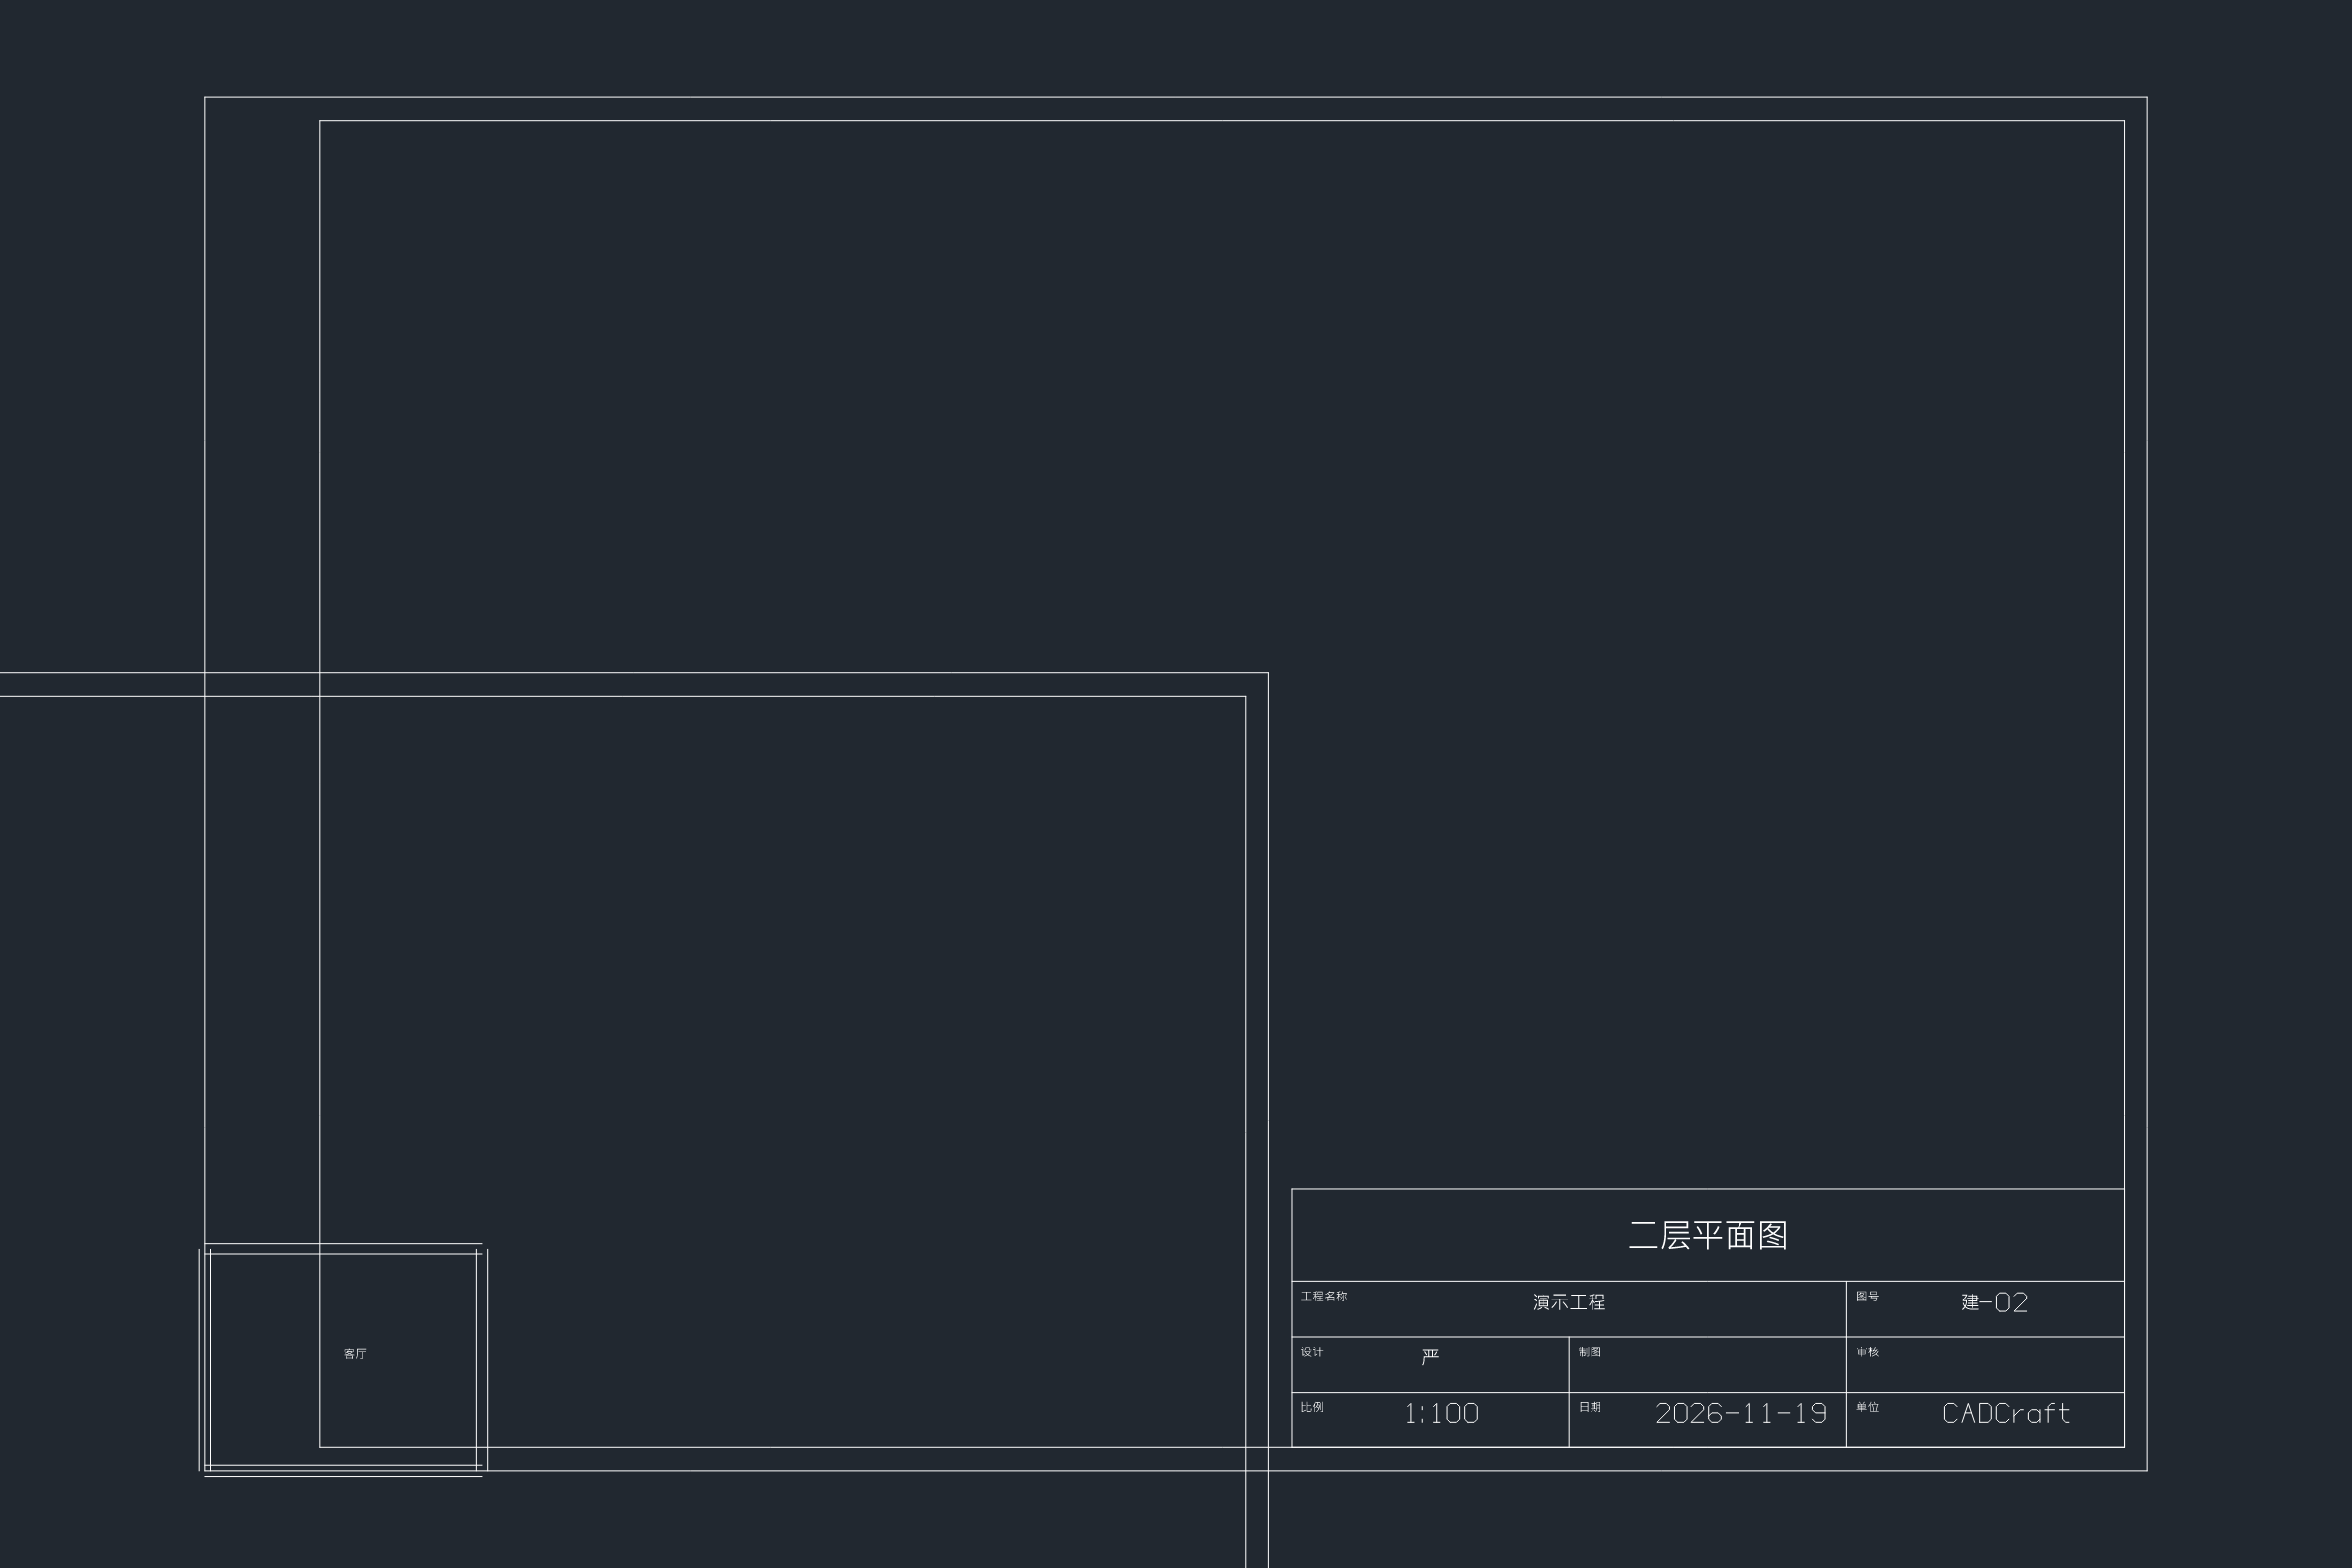 二层平面图
工程名称 演示工程 图号 建-02
设计 严 制图 审核
比例 1:100 日期 2026-11-19 单位 CADCraft
客厅